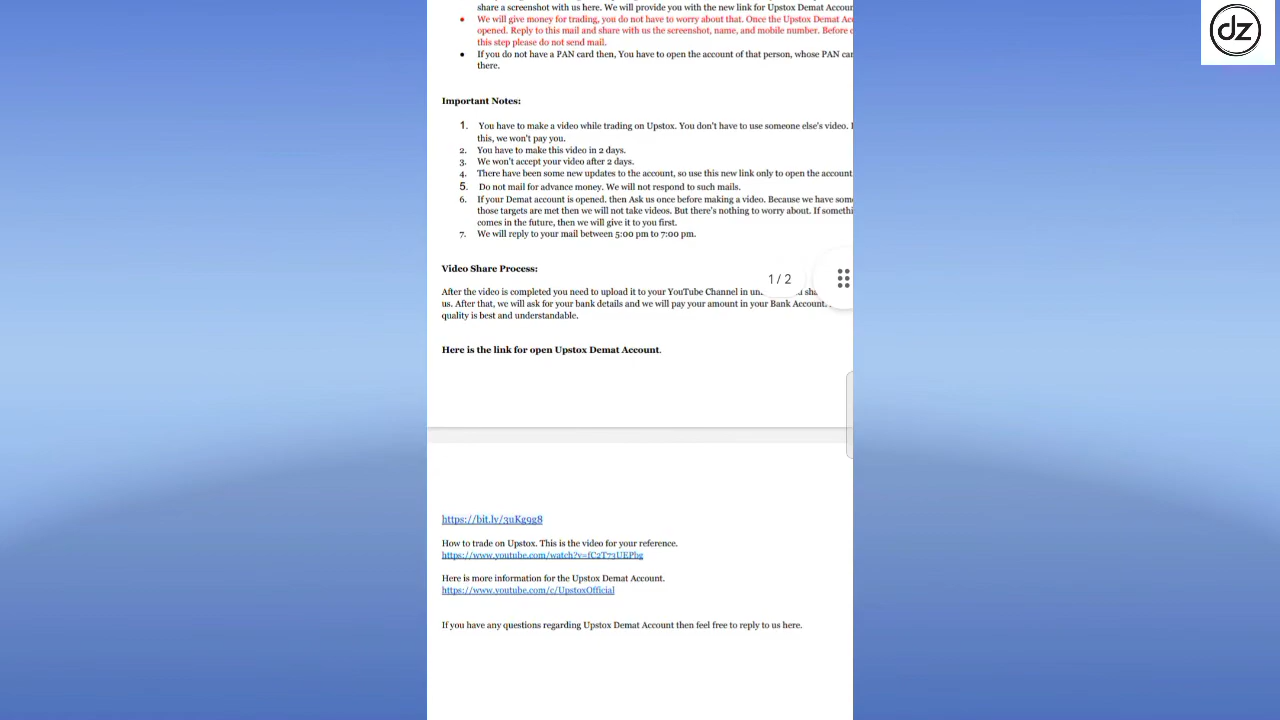 share a screenshot with us here. We will provide you with the new link for Upstox Demat
dz
We will give money for trading, you do not have to worry about that. Once the Upstox Demat
opened. Reply to this mail and share with us the screenshot, name, and mobile number. Before
this step please do not send mail.
If you do not have a PAN card then, You have to open the account of that person, whose PAN
there.
Important Notes:
1. You have to make a video while trading on Upstox. You don't have to use someone else's video.
this, we won't pay you.
2. You have to make this video in 2 days.
3. We won't accept your video after 2 days.
4. There have been some new updates to the account, so use this new link only to open the account
5. Do not mail for advance money. We will not respond to such mails.
6. If your Demat account is opened, then Ask us once before making a video. Because we have
those targets are met then we will not take videos. But there's nothing to worry about. If
comes in the future, then we will give it to you first.
7. We will reply to your mail between 5:00 pm to 7:00 pm.
Video Share Process:
1 / 2
After the video is completed you need to upload it to your YouTube Channel in
us. After that, we will ask for your bank details and we will pay your amount in your Bank Account.
quality is best and understandable.
Here is the link for open Upstox Demat Account.
https://bit.ly/3uKg9g8
How to trade on Upstox. This is the video for your reference.
https://www.youtube.com/watch?v=fC2T73UEPbg
Here is more information for the Upstox Demat Account.
https://www.youtube.com/c/UpstoxOfficial
If you have any questions regarding Upstox Demat Account then feel free to reply to us here.